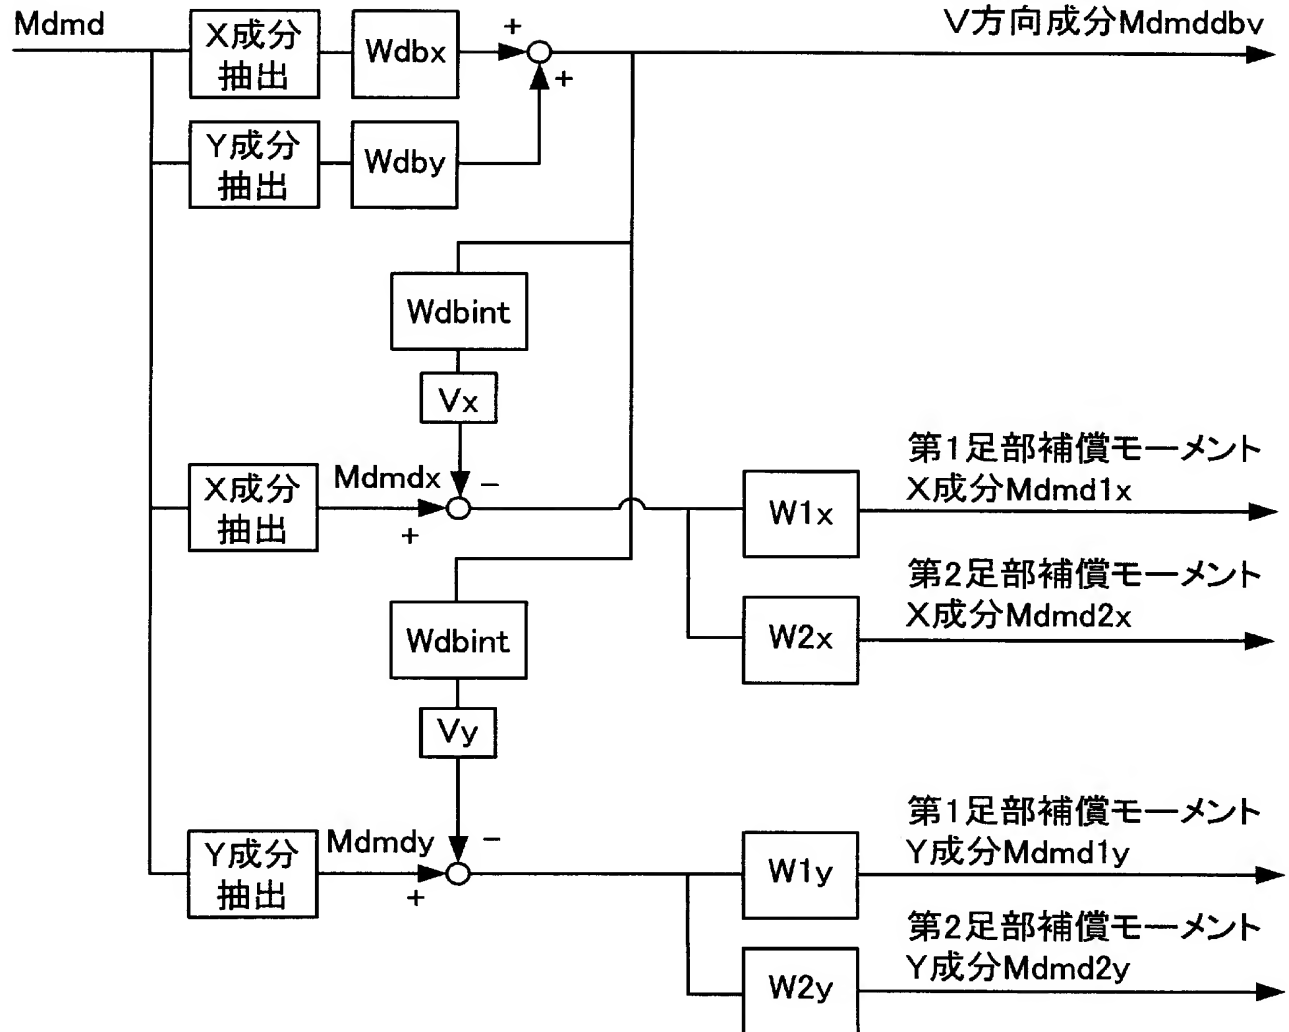 Mdmd
X成分
抽出
Wdbx
+
+
V方向成分Mdmddbv
Y成分
抽出
Wdby
Wdbint
Vx
X成分
抽出
Mdmdx
−
+
第1足部補償モーメント
X成分Mdmd1x
W1x
第2足部補償モーメント
X成分Mdmd2x
W2x
Wdbint
Vy
Y成分
抽出
Mdmdy
−
+
第1足部補償モーメント
Y成分Mdmd1y
W1y
第2足部補償モーメント
Y成分Mdmd2y
W2y